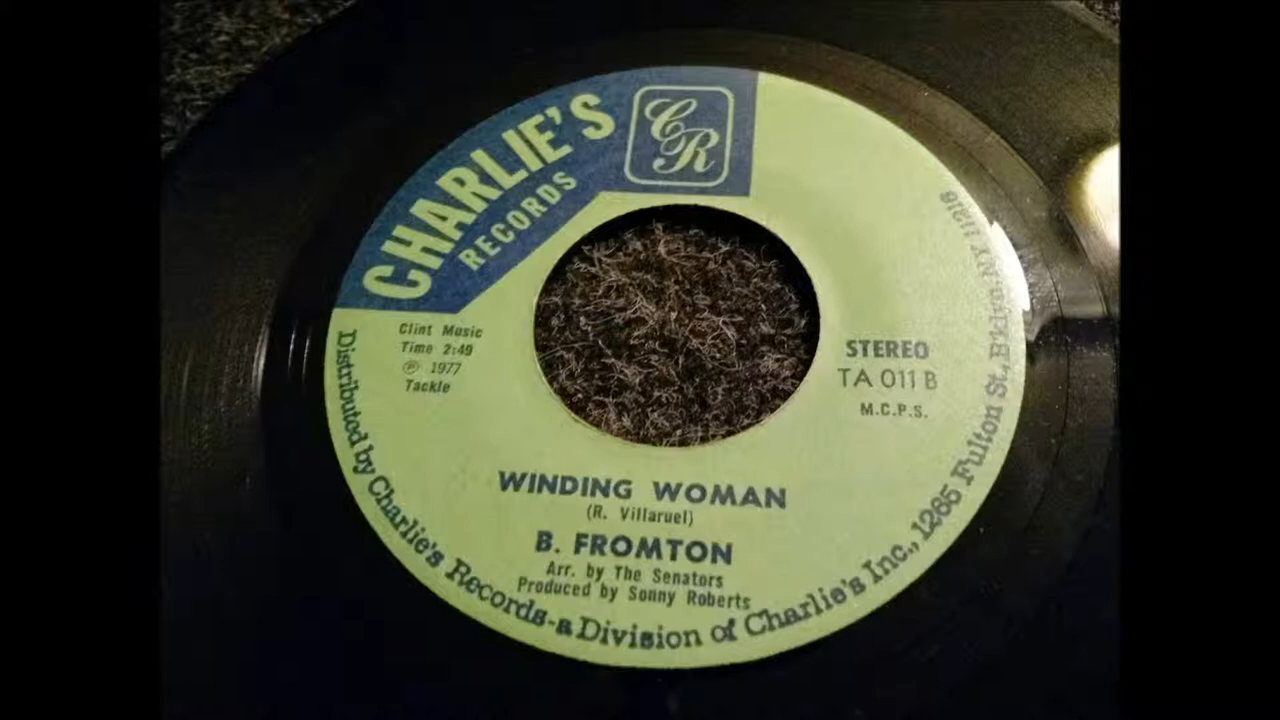 CHARLIE'S
RECORDS
CR
Clint Music
Time 2:49
℗ 1977
Tackle
STEREO
TA 011 B
M.C.P.S.
WINDING WOMAN
(R. Villaruel)
B. FROMTON
Arr. by The Senators
Produced by Sonny Roberts
Distributed by Charlie's Records-a Division of Charlie's Inc., 1265 Fulton St., NY 11216